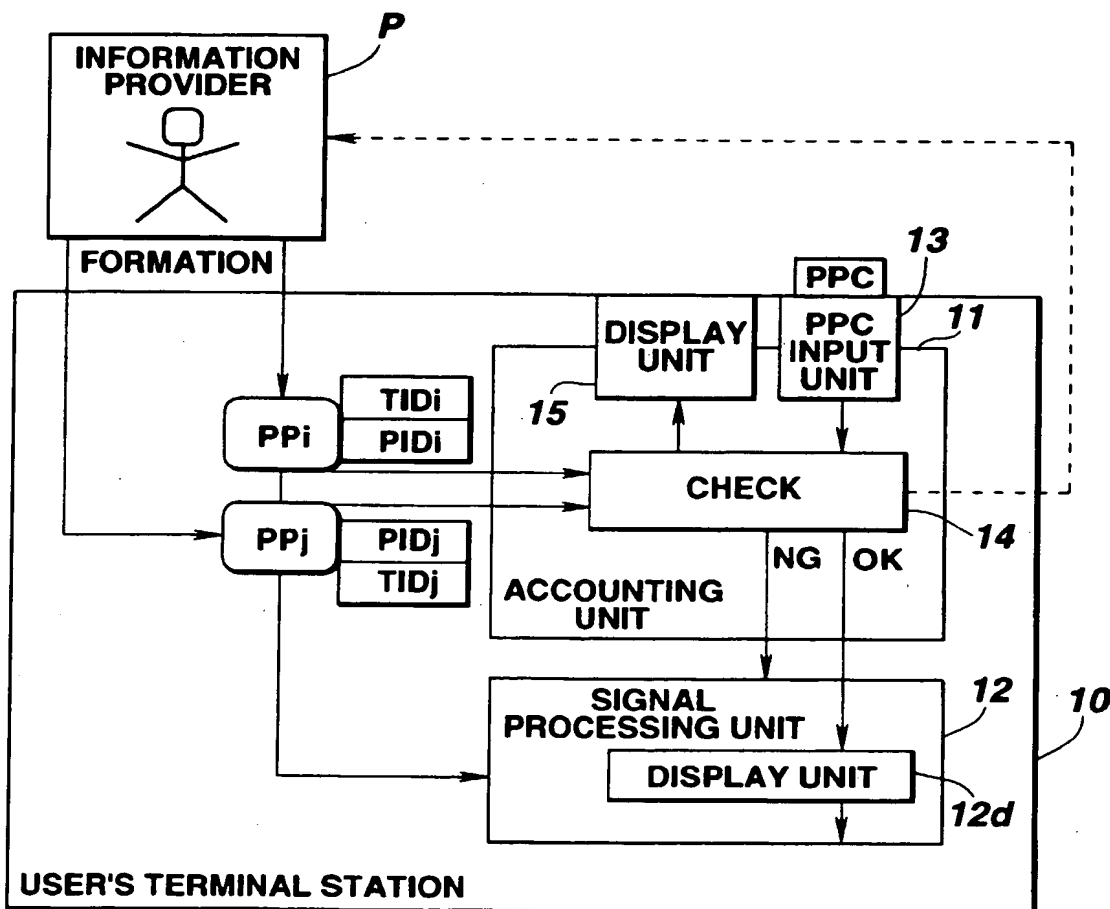 P
INFORMATION
PROVIDER
FORMATION
13
PPC
DISPLAY
UNIT
PPC
INPUT
UNIT
11
15
TIDi
PPi
PIDi
CHECK
PPj
PIDj
TIDj
14
NG
OK
ACCOUNTING
UNIT
SIGNAL
PROCESSING UNIT
12
10
DISPLAY UNIT
12d
USER'S TERMINAL STATION